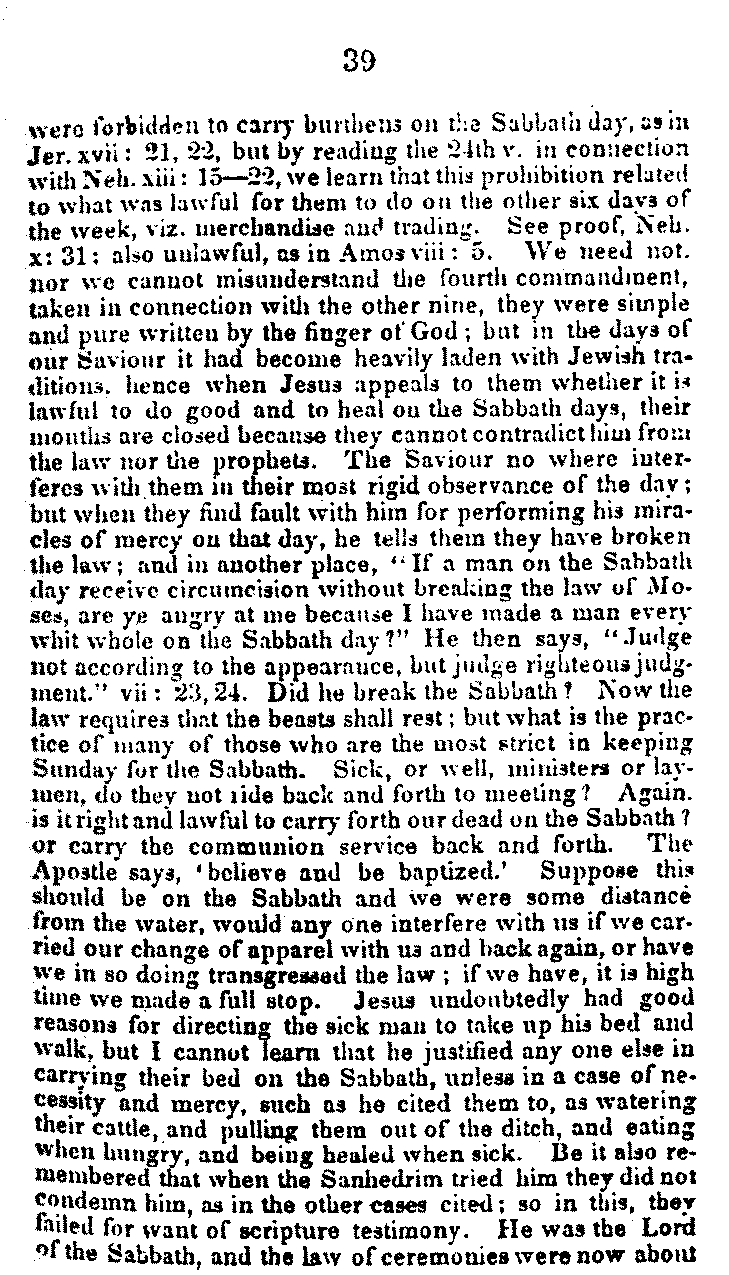 39
were forbidden to carry burthens on the Sabbath day, as in
Jer. xvii: 21, 22, but by reading the 24th v. in connection
with Neh. xiii: 15—22, we learn that this prohibition related
to what was lawful for them to do on the other six days of
the week, viz. merchandise and trading. See proof, Neh.
x: 31: also unlawful, as in Amos viii: 5. We need not.
nor we cannot misunderstand the fourth commandment,
taken in connection with the other nine, they were simple
and pure written by the finger of God; but in the days of
our Saviour it had become heavily laden with Jewish tra-
ditions. hence when Jesus appeals to them whether it is
lawful to do good and to heal on the Sabbath days, their
mouths are closed because they cannot contradict him from
the law nor the prophets. The Saviour no where inter-
feres with them in their most rigid observance of the day;
but when they find fault with him for performing his mira-
cles of mercy on that day, he tells them they have broken
the law; and in another place, "If a man on the Sabbath
day receive circumcision without breaking the law of Mo-
ses, are ye angry at me because I have made a man every
whit whole on the Sabbath day?" He then says, "Judge
not according to the appearance, but judge righteous judg-
ment." vii: 23, 24. Did he break the Sabbath? Now the
law requires that the beasts shall rest; but what is the prac-
tice of many of those who are the most strict in keeping
Sunday for the Sabbath. Sick, or well, ministers or lay-
men, do they not ride back and forth to meeting? Again.
is it right and lawful to carry forth our dead on the Sabbath?
or carry the communion service back and forth. The
Apostle says, 'believe and be baptized.' Suppose this
should be on the Sabbath and we were some distance
from the water, would any one interfere with us if we car-
ried our change of apparel with us and back again, or have
we in so doing transgressed the law; if we have, it is high
time we made a full stop. Jesus undoubtedly had good
reasons for directing the sick man to take up his bed and
walk, but I cannot learn that he justified any one else in
carrying their bed on the Sabbath, unless in a case of ne-
cessity and mercy, such as he cited them to, as watering
their cattle, and pulling them out of the ditch, and eating
when hungry, and being healed when sick. Be it also re-
membered that when the Sanhedrim tried him they did not
condemn him, as in the other cases cited; so in this, they
failed for want of scripture testimony. He was the Lord
of the Sabbath, and the law of ceremonies were now about